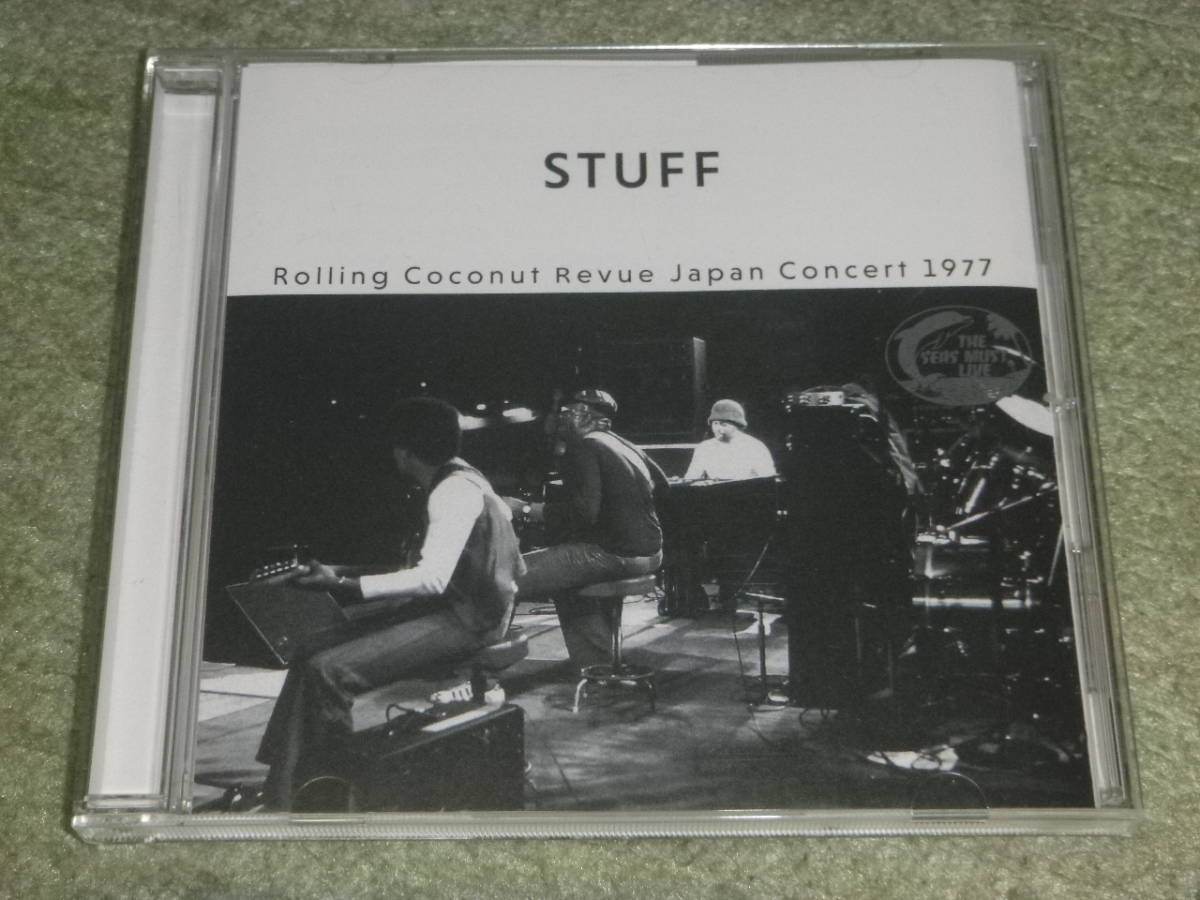 STUFF
Rolling Coconut Revue Japan Concert 1977
THE
SEAS MUST
LIVE